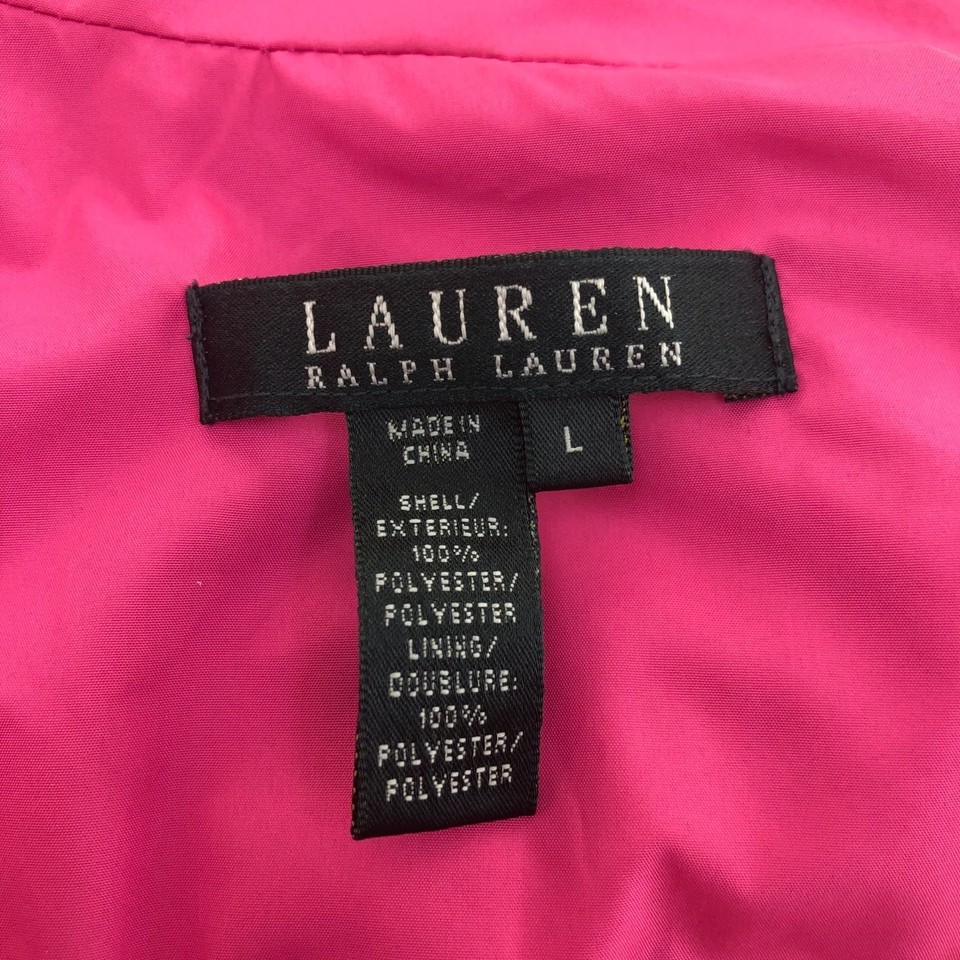 LAUREN
RALPH LAUREN
MADE IN
CHINA
L
SHELL/
EXTERIEUR:
100%
POLYESTER/
POLYESTER
LINING/
DOUBLURE:
100%
POLYESTER/
POLYESTER